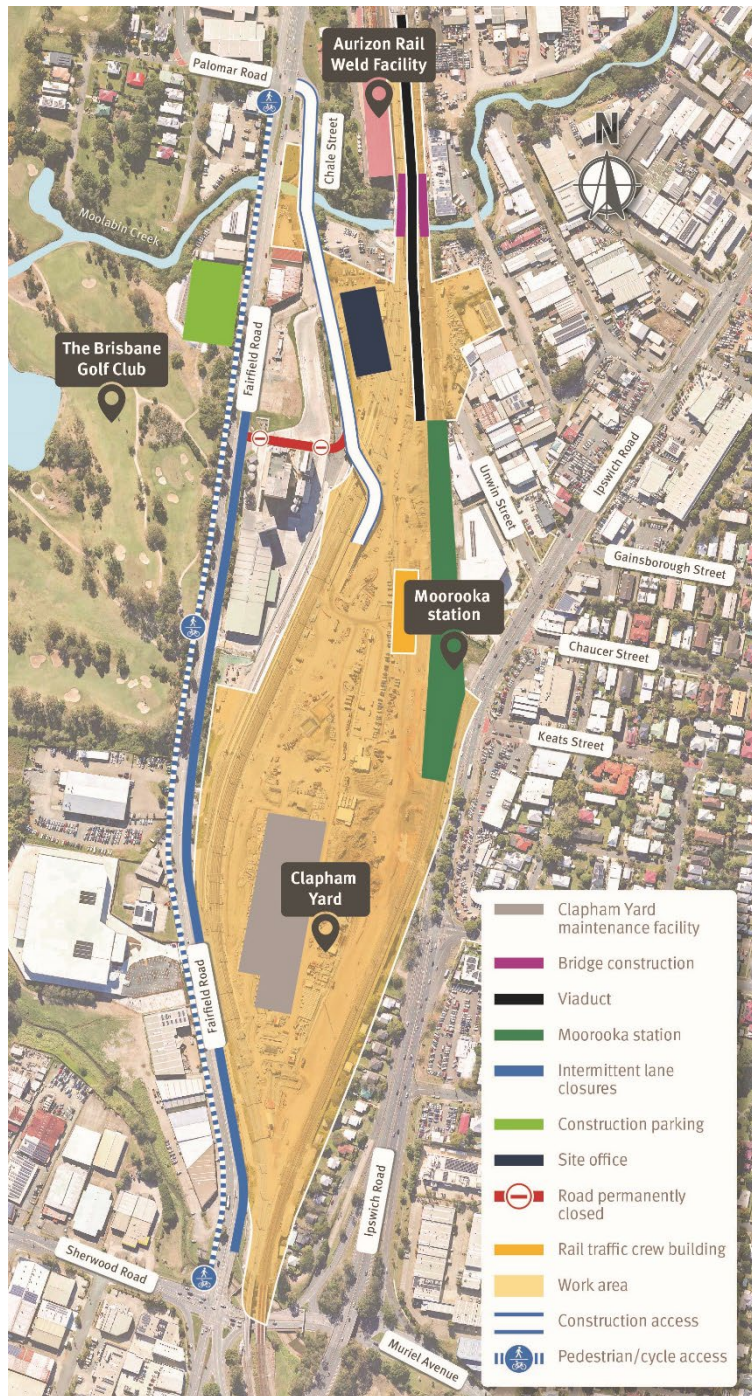 Aurizon Rail
Weld Facility
Palomar Road
Chale Street
N
Moolabin Creek
The Brisbane
Golf Club
Fairfield Road
Unwin Street
Ipswich Road
Gainsborough Street
Moorooka
station
Chaucer Street
Keats Street
Clapham
Yard
Fairfield Road
Ipswich Road
Sherwood Road
Muriel Avenue
Clapham Yard
maintenance facility
Bridge construction
Viaduct
Moorooka station
Intermittent lane
closures
Construction parking
Site office
Road permanently
closed
Rail traffic crew building
Work area
Construction access
Pedestrian/cycle access